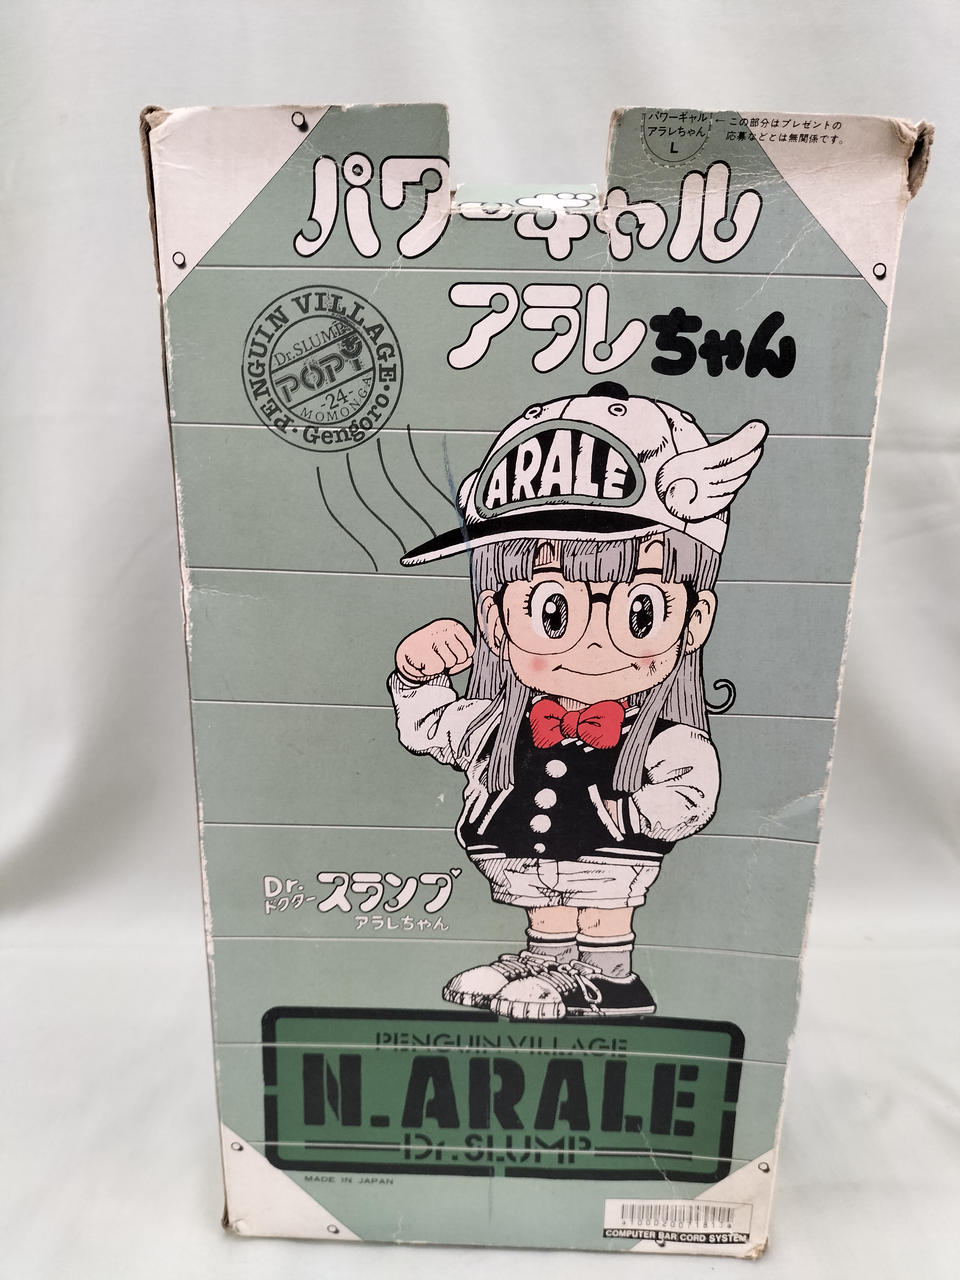 パワーギャル
アラレちゃん
L
←この部分はプレゼントの
応募などとは無関係です。
パワーギャル
アラレちゃん
PENGUIN VILLAGE
Dr.SLUMP
POPY
-24-
MOMON.GA
Pd. Gengoro.
ARALE
Dr.
ドクター スランプ
アラレちゃん
PENGUIN VILLAGE
N.ARALE
Dr.SLUMP
MADE IN JAPAN
COMPUTER BAR CORD SYSTEM